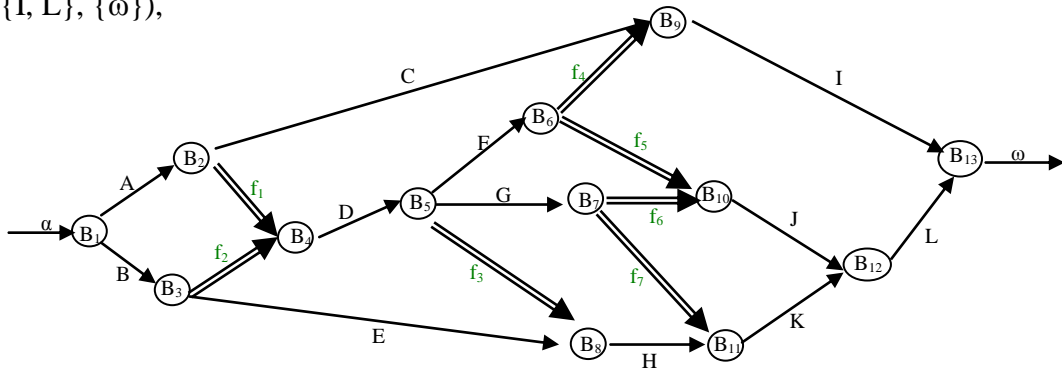 {I, L}, {ω}),
B₉
C
I
f₄
B₆
f₅
F
B₂
B₁₃
ω
A
f₁
B₅
G
B₇
f₆
B₁₀
D
α
B₁
B₄
J
L
B
f₂
f₃
f₇
B₁₂
B₃
E
K
B₈
H
B₁₁